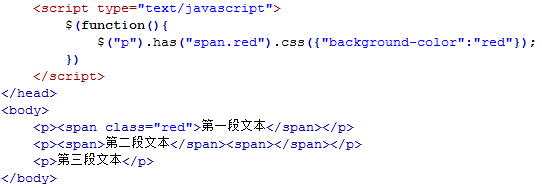 <script type="text/javascript">
$(function(){
$("p").has("span.red").css({"background-color":"red"});
})
</script>
</head>
<body>
<p><span class="red">第一段文本</span></p>
<p><span>第二段文本</span><span></span></p>
<p>第三段文本</p>
</body>